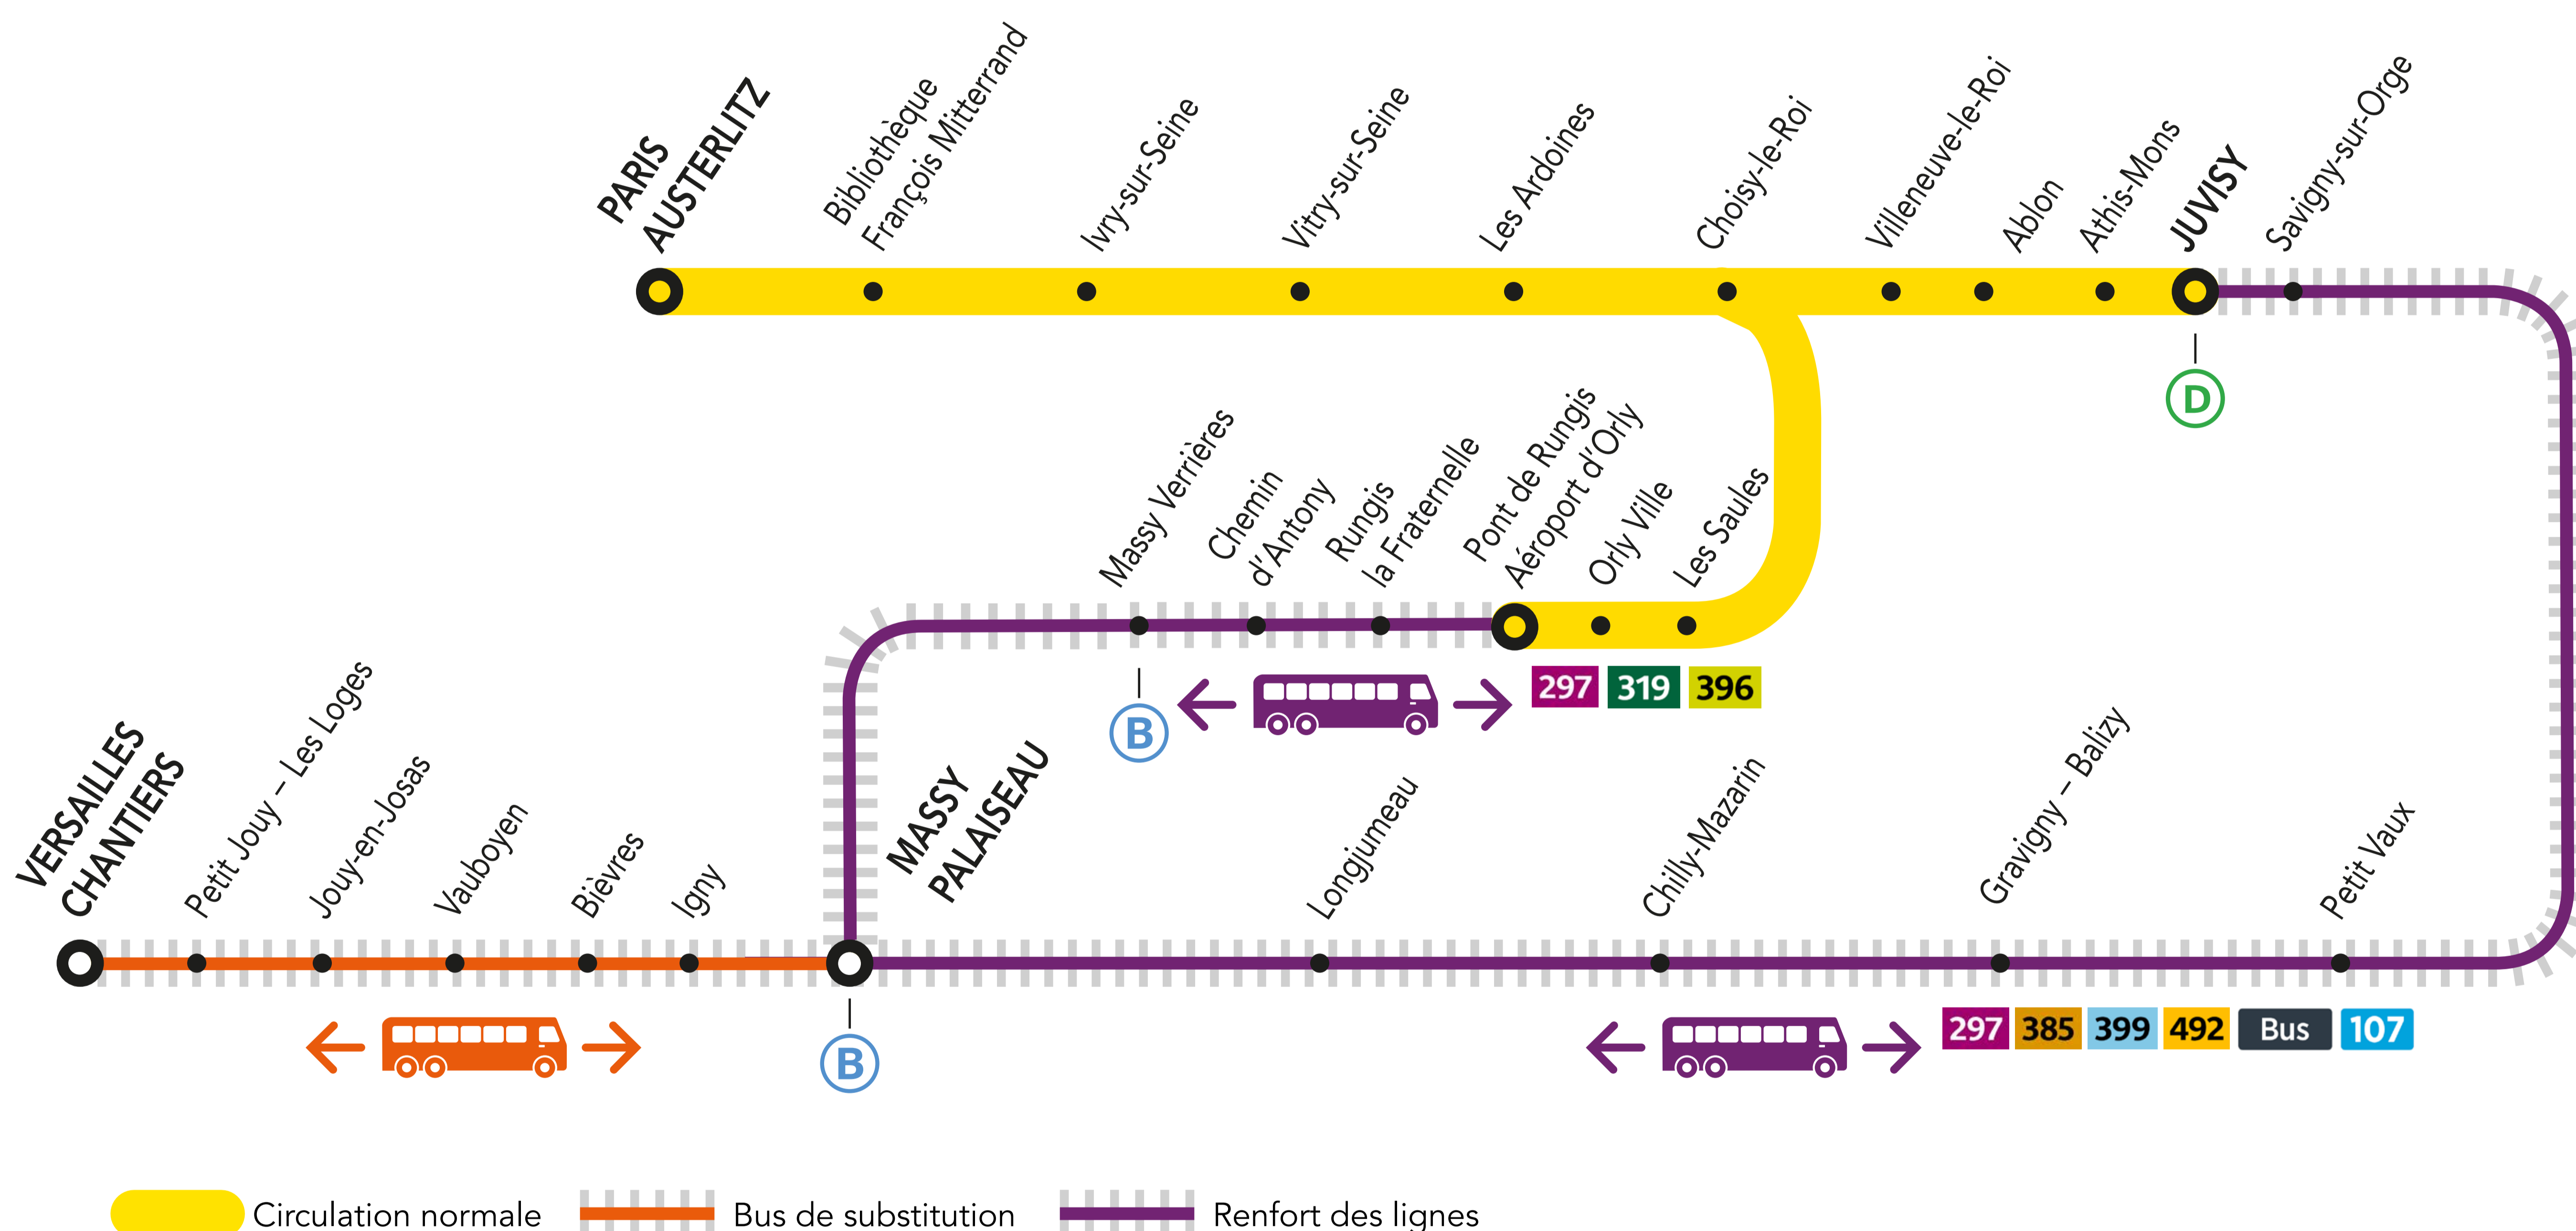 PARIS
AUSTERLITZ
Bibliothèque
François Mitterrand
Ivry-sur-Seine
Vitry-sur-Seine
Les Ardoines
Choisy-le-Roi
Villeneuve-le-Roi
Ablon
Athis-Mons
JUVISY
Savigny-sur-Orge
D
Massy Verrières
Chemin
d'Antony
Rungis
la Fraternelle
Pont de Rungis
Aéroport d'Orly
Orly Ville
Les Saules
B
297 319 396
VERSAILLES
CHANTIERS
Petit Jouy – Les Loges
Jouy-en-Josas
Vauboyen
Bièvres
Igny
MASSY
PALAISEAU
Longjumeau
Chilly-Mazarin
Gravigny – Balizy
Petit Vaux
B
297 385 399 492 Bus 107
Circulation normale
Bus de substitution
Renfort des lignes